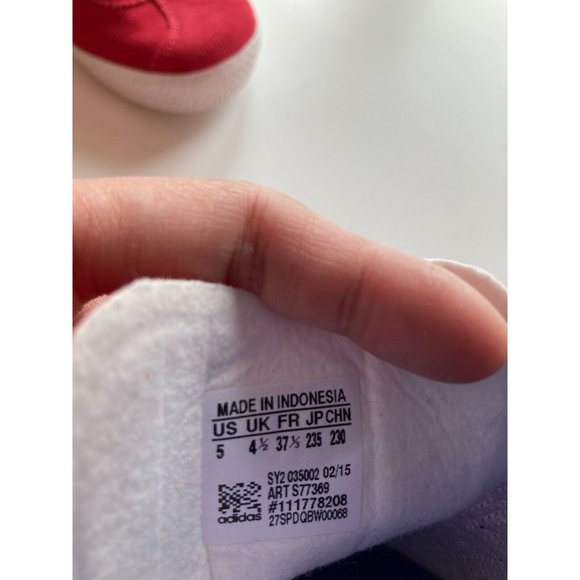 MADE IN INDONESIA
US UK FR JP CHN
5 4½ 37⅓ 235 230
SY2 035002 02/15
ART S77369
#111778208
adidas 27SPDQBW00068